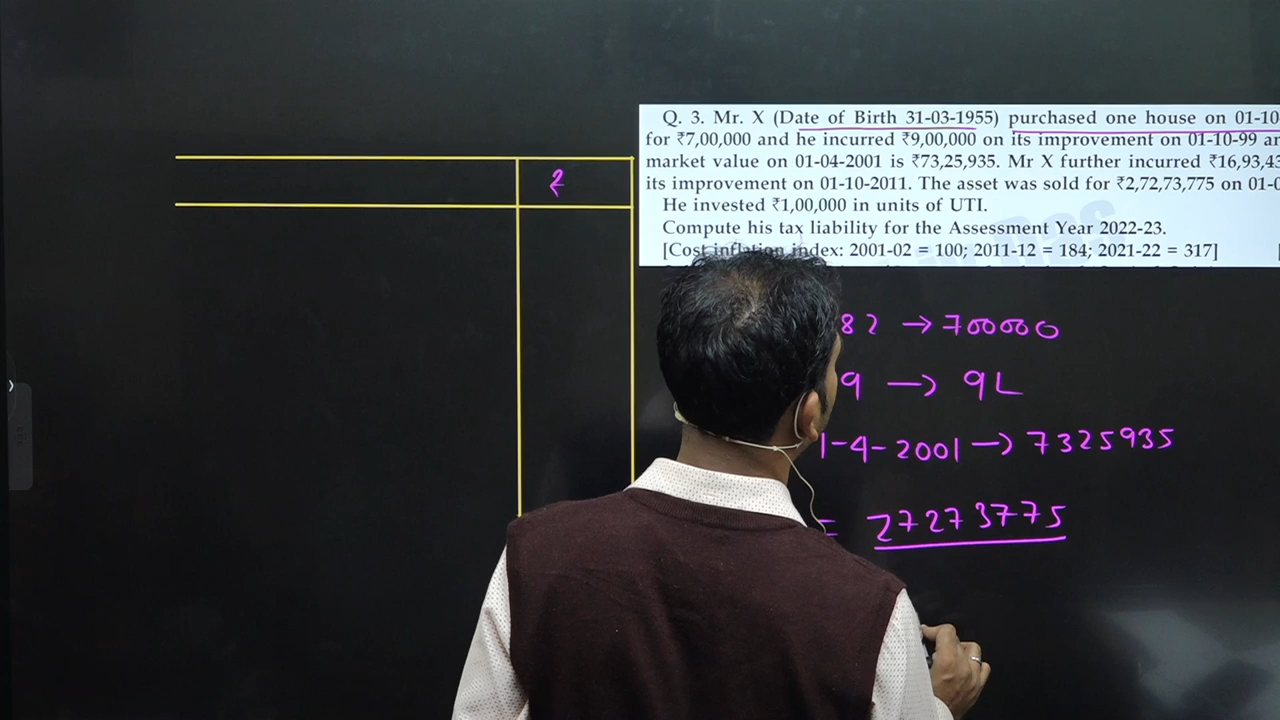 ₹
Q. 3. Mr. X (Date of Birth 31-03-1955) purchased one house on 01-10-
for ₹7,00,000 and he incurred ₹9,00,000 on its improvement on 01-10-99 an
market value on 01-04-2001 is ₹73,25,935. Mr X further incurred ₹16,93,43
its improvement on 01-10-2011. The asset was sold for ₹2,72,73,775 on 01-0
He invested ₹1,00,000 in units of UTI.
Compute his tax liability for the Assessment Year 2022-23.
[Cost inflation index: 2001-02 = 100; 2011-12 = 184; 2021-22 = 317]
82 → 700000
9 → 9L
1-4-2001 → 7325935
= 27273775